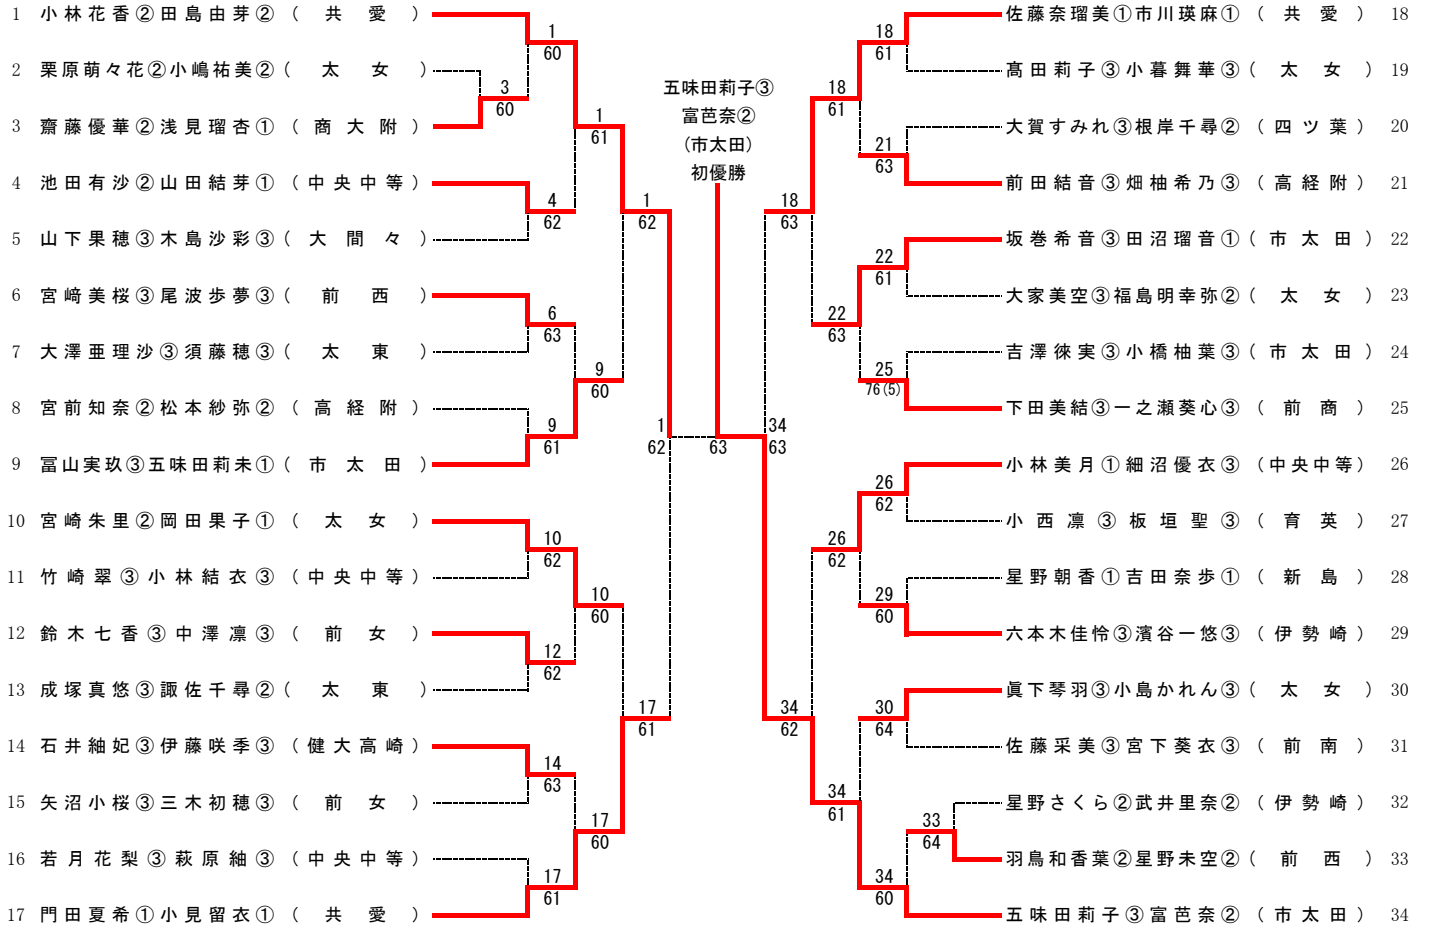 1 小林花香②田島由芽② (共愛)
2 栗原萌々花②小嶋祐美② (太女)
3 齋藤優華②浅見瑠杏① (商大附)
4 池田有沙②山田結芽① (中央中等)
5 山下果穂③木島沙彩③ (大間々)
6 宮﨑美桜③尾波歩夢③ (前西)
7 大澤亜理沙③須藤穂③ (太東)
8 宮前知奈②松本紗弥② (高経附)
9 冨山実玖③五味田莉未① (市太田)
10 宮崎朱里②岡田果子① (太女)
11 竹崎翠③小林結衣③ (中央中等)
12 鈴木七香③中澤凛③ (前女)
13 成塚真悠③諏佐千尋② (太東)
14 石井紬妃③伊藤咲季③ (健大高崎)
15 矢沼小桜③三木初穂③ (前女)
16 若月花梨③萩原紬③ (中央中等)
17 門田夏希①小見留衣① (共愛)
1
60
3
60
4
62
6
63
9
61
10
62
12
62
14
63
17
61
1
61
9
60
10
60
17
60
1
62
17
61
1
62
五味田莉子③
富芭奈②
(市太田)
初優勝
63
34
63
18
63
34
62
18
61
22
63
26
62
34
61
18
61
21
63
22
61
25
76(5)
26
62
29
60
30
64
33
64
34
60
佐藤奈瑠美①市川瑛麻① (共愛) 18
髙田莉子③小暮舞華③ (太女) 19
大賀すみれ③根岸千尋② (四ツ葉) 20
前田結音③畑柚希乃③ (高経附) 21
坂巻希音③田沼瑠音① (市太田) 22
大家美空③福島明幸弥② (太女) 23
吉澤徠実③小橋柚葉③ (市太田) 24
下田美結③一之瀬葵心③ (前商) 25
小林美月①細沼優衣③ (中央中等) 26
小西凛③板垣聖③ (育英) 27
星野朝香①吉田奈歩① (新島) 28
六本木佳怜③濱谷一悠③ (伊勢崎) 29
眞下琴羽③小島かれん③ (太女) 30
佐藤采美③宮下葵衣③ (前南) 31
星野さくら②武井里奈② (伊勢崎) 32
羽鳥和香葉②星野未空② (前西) 33
五味田莉子③富芭奈② (市太田) 34